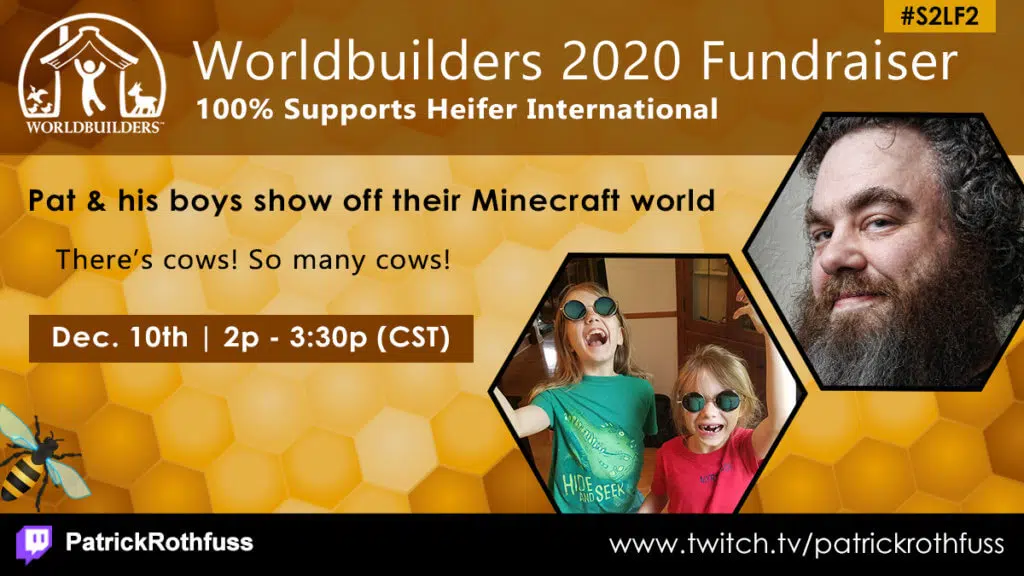 #S2LF2
WORLDBUILDERS™
Worldbuilders 2020 Fundraiser
100% Supports Heifer International
Pat & his boys show off their Minecraft world
There's cows! So many cows!
Dec. 10th | 2p - 3:30p (CST)
HIDE
AND SEEK
PatrickRothfuss
www.twitch.tv/patrickrothfuss